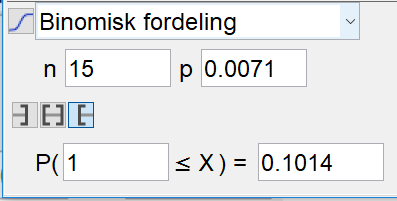 Binomisk fordeling
n 15 p 0.0071
P( 1 ≤ X ) = 0.1014